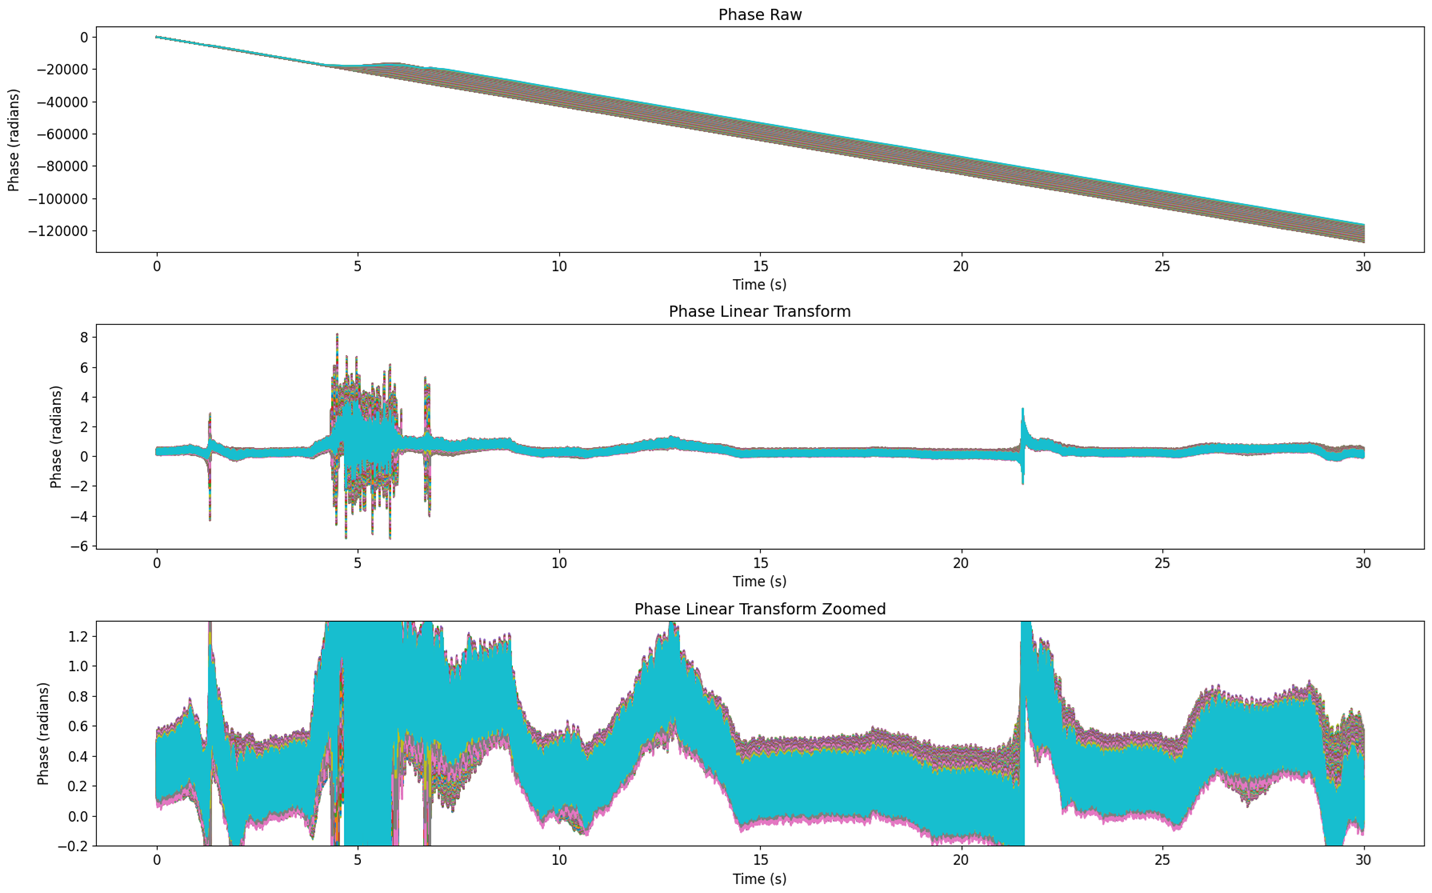 Phase Raw
0
−20000
−40000
−60000
−80000
−100000
−120000
Phase (radians)
0 5 10 15 20 25 30
Time (s)
Phase Linear Transform
8
6
4
2
0
−2
−4
−6
Phase (radians)
0 5 10 15 20 25 30
Time (s)
Phase Linear Transform Zoomed
1.2
1.0
0.8
0.6
0.4
0.2
0.0
−0.2
Phase (radians)
0 5 10 15 20 25 30
Time (s)